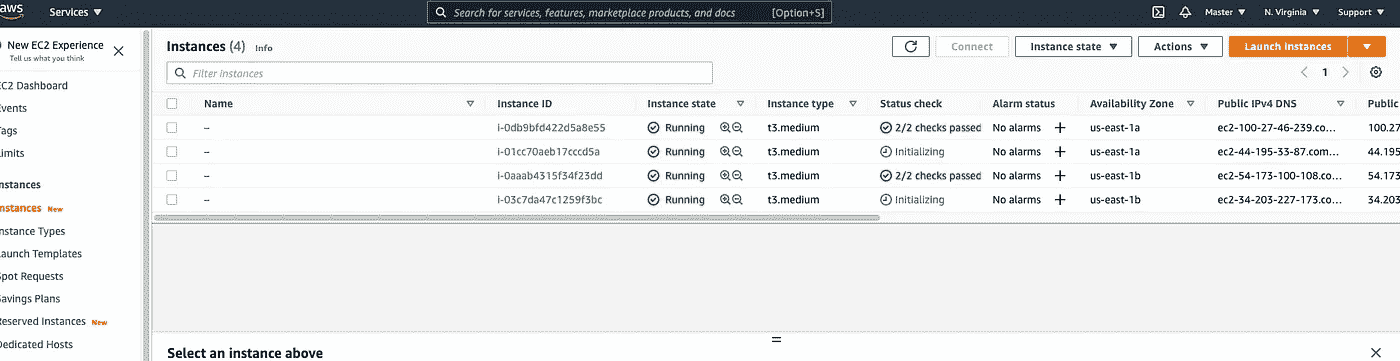 aws Services Search for services, features, marketplace products, and docs [Option+S] Master N. Virginia Support
New EC2 Experience
Tell us what you think
EC2 Dashboard
Events
Tags
Limits
Instances
Instances New
Instance Types
Launch Templates
Spot Requests
Savings Plans
Reserved Instances New
Dedicated Hosts
Instances (4) Info Connect Instance state Actions Launch instances
Filter instances 1
Name Instance ID Instance state Instance type Status check Alarm status Availability Zone Public IPv4 DNS Public
– i-0db9bfd422d5a8e55 Running t3.medium 2/2 checks passed No alarms + us-east-1a ec2-100-27-46-239.co... 100.27
– i-01cc70aeb17cccd5a Running t3.medium Initializing No alarms + us-east-1a ec2-44-195-33-87.com... 44.195
– i-0aaab4315f34f23dd Running t3.medium 2/2 checks passed No alarms + us-east-1b ec2-54-173-100-108.co... 54.173
– i-03c7da47c1259f3bc Running t3.medium Initializing No alarms + us-east-1b ec2-34-203-227-173.co... 34.203
Select an instance above